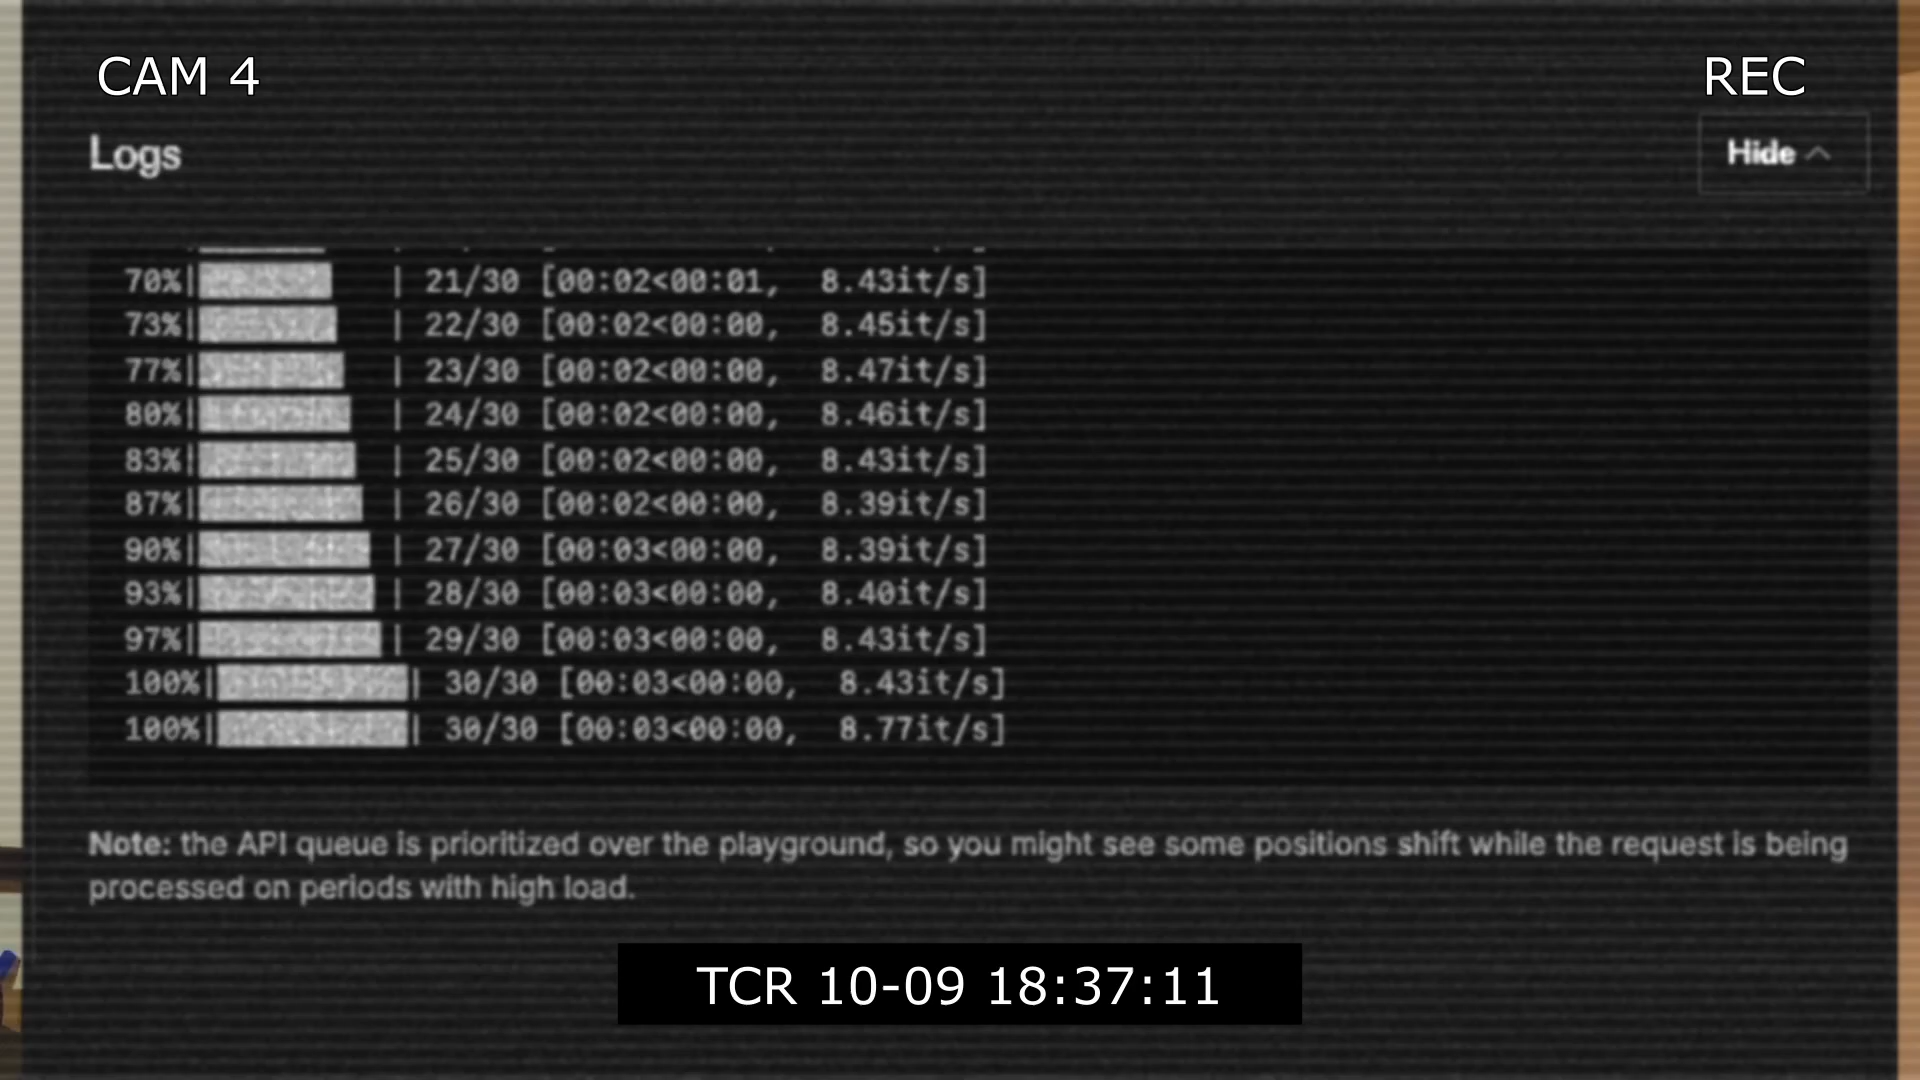 CAM 4
REC
Logs
Hide
70%| | 21/30 [00:02<00:01, 8.43it/s]
73%| | 22/30 [00:02<00:00, 8.45it/s]
77%| | 23/30 [00:02<00:00, 8.47it/s]
80%| | 24/30 [00:02<00:00, 8.46it/s]
83%| | 25/30 [00:02<00:00, 8.43it/s]
87%| | 26/30 [00:02<00:00, 8.39it/s]
90%| | 27/30 [00:03<00:00, 8.39it/s]
93%| | 28/30 [00:03<00:00, 8.40it/s]
97%| | 29/30 [00:03<00:00, 8.43it/s]
100%| | 30/30 [00:03<00:00, 8.43it/s]
100%| | 30/30 [00:03<00:00, 8.77it/s]
Note: the API queue is prioritized over the playground, so you might see some positions shift while the request is being
processed on periods with high load.
TCR 10-09 18:37:11